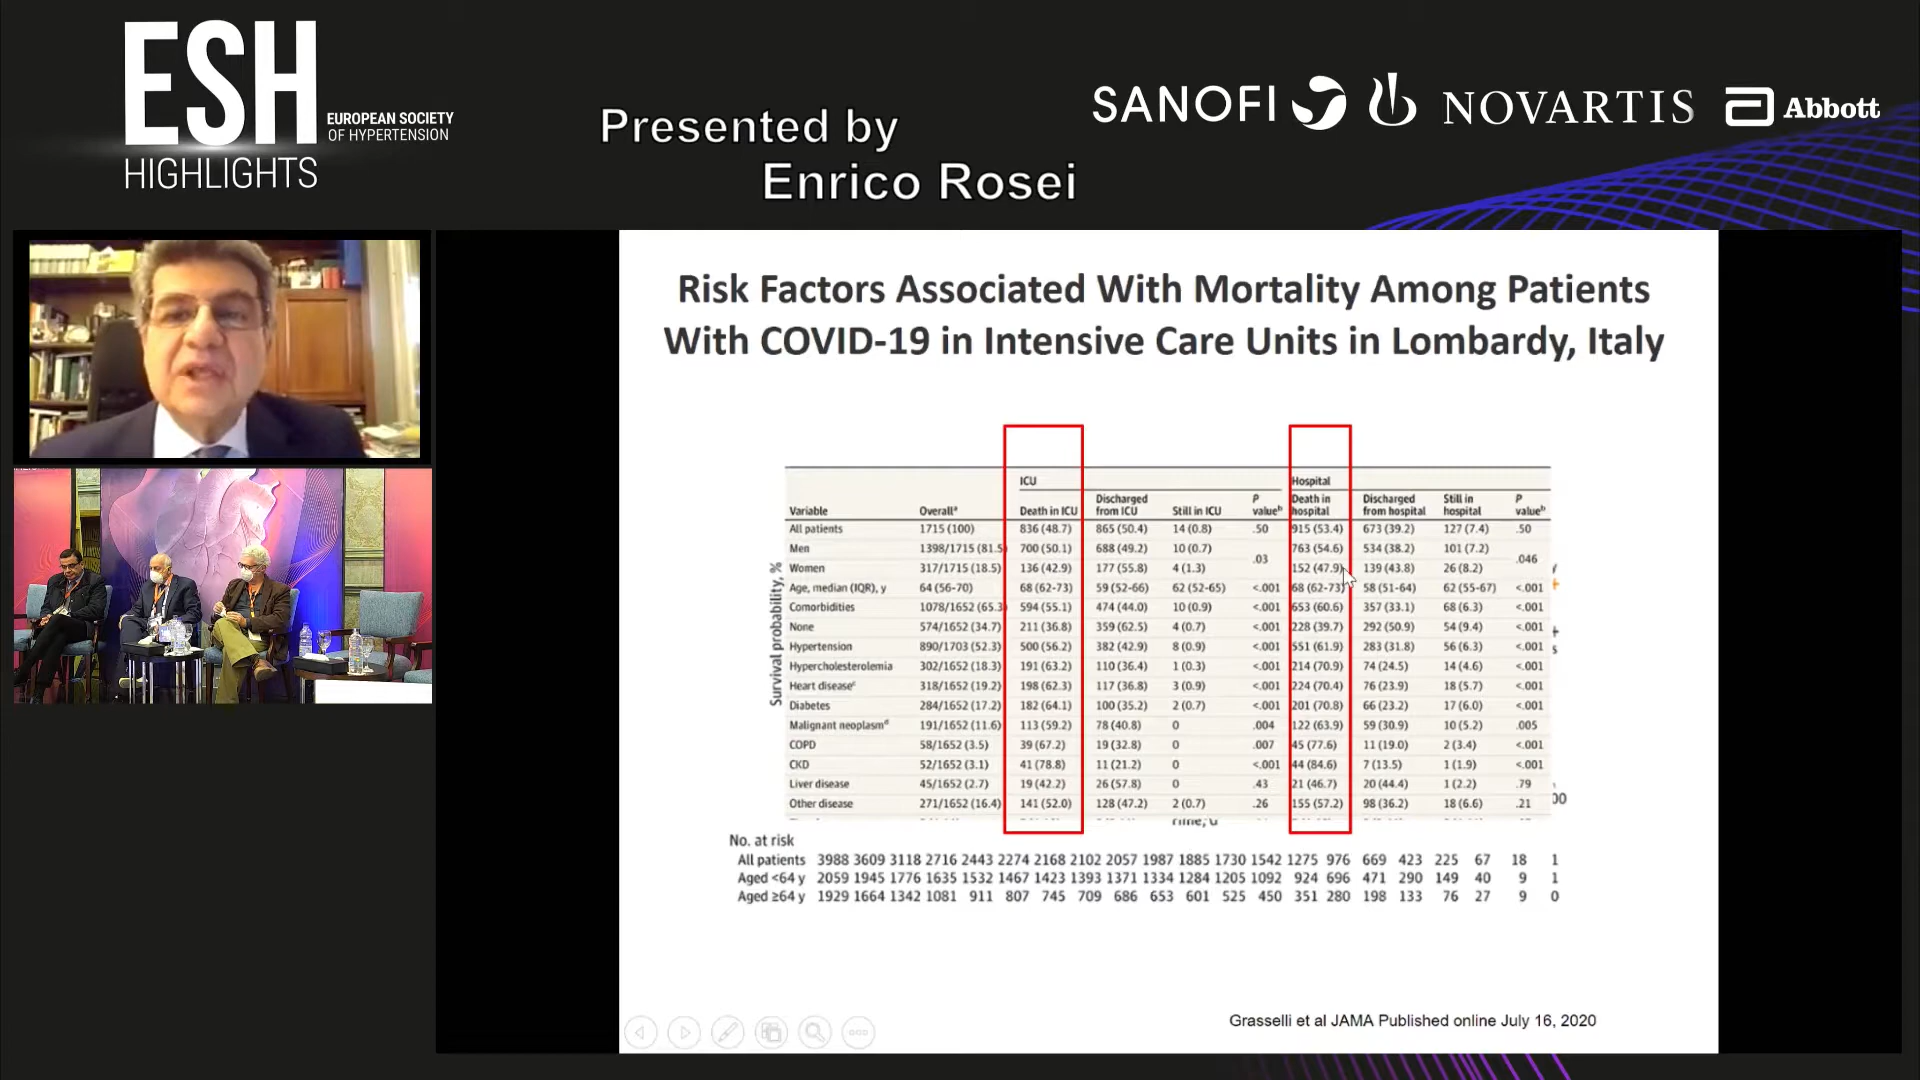 ESH
EUROPEAN SOCIETY
OF HYPERTENSION
HIGHLIGHTS
Presented by
Enrico Rosei
SANOFI
NOVARTIS
Abbott
Risk Factors Associated With Mortality Among Patients
With COVID-19 in Intensive Care Units in Lombardy, Italy
ICU Hospital
Variable Overallᵃ Death in ICU Discharged from ICU Still in ICU P valueᵇ Death in hospital Discharged from hospital Still in hospital P valueᵇ
All patients 1715 (100) 836 (48.7) 865 (50.4) 14 (0.8) .50 915 (53.4) 673 (39.2) 127 (7.4) .50
Men 1398/1715 (81.5) 700 (50.1) 688 (49.2) 10 (0.7) 763 (54.6) 534 (38.2) 101 (7.2)
.03 .046
Women 317/1715 (18.5) 136 (42.9) 177 (55.8) 4 (1.3) 152 (47.9) 139 (43.8) 26 (8.2)
Age, median (IQR), y 64 (56-70) 68 (62-73) 59 (52-66) 62 (52-65) <.001 68 (62-73) 58 (51-64) 62 (55-67) <.001
Comorbidities 1078/1652 (65.3 594 (55.1) 474 (44.0) 10 (0.9) <.001 653 (60.6) 357 (33.1) 68 (6.3) <.001
None 574/1652 (34.7) 211 (36.8) 359 (62.5) 4 (0.7) <.001 228 (39.7) 292 (50.9) 54 (9.4) <.001
Hypertension 890/1703 (52.3) 500 (56.2) 382 (42.9) 8 (0.9) <.001 551 (61.9) 283 (31.8) 56 (6.3) <.001
Hypercholesterolemia 302/1652 (18.3) 191 (63.2) 110 (36.4) 1 (0.3) <.001 214 (70.9) 74 (24.5) 14 (4.6) <.001
Heart diseaseᶜ 318/1652 (19.2) 198 (62.3) 117 (36.8) 3 (0.9) <.001 224 (70.4) 76 (23.9) 18 (5.7) <.001
Diabetes 284/1652 (17.2) 182 (64.1) 100 (35.2) 2 (0.7) <.001 201 (70.8) 66 (23.2) 17 (6.0) <.001
Malignant neoplasmᵈ 191/1652 (11.6) 113 (59.2) 78 (40.8) 0 .004 122 (63.9) 59 (30.9) 10 (5.2) .005
COPD 58/1652 (3.5) 39 (67.2) 19 (32.8) 0 .007 45 (77.6) 11 (19.0) 2 (3.4) <.001
CKD 52/1652 (3.1) 41 (78.8) 11 (21.2) 0 <.001 44 (84.6) 7 (13.5) 1 (1.9) <.001
Liver disease 45/1652 (2.7) 19 (42.2) 26 (57.8) 0 .43 21 (46.7) 20 (44.4) 1 (2.2) .79
Other disease 271/1652 (16.4) 141 (52.0) 128 (47.2) 2 (0.7) .26 155 (57.2) 98 (36.2) 18 (6.6) .21
Survival probability, %
No. at risk
All patients 3988 3609 3118 2716 2443 2274 2168 2102 2057 1987 1885 1730 1542 1275 976 669 423 225 67 18 1
Aged <64 y 2059 1945 1776 1635 1532 1467 1423 1393 1371 1334 1284 1205 1092 924 696 471 290 149 40 9 1
Aged ≥64 y 1929 1664 1342 1081 911 807 745 709 686 653 601 525 450 351 280 198 133 76 27 9 0
Grasselli et al JAMA Published online July 16, 2020